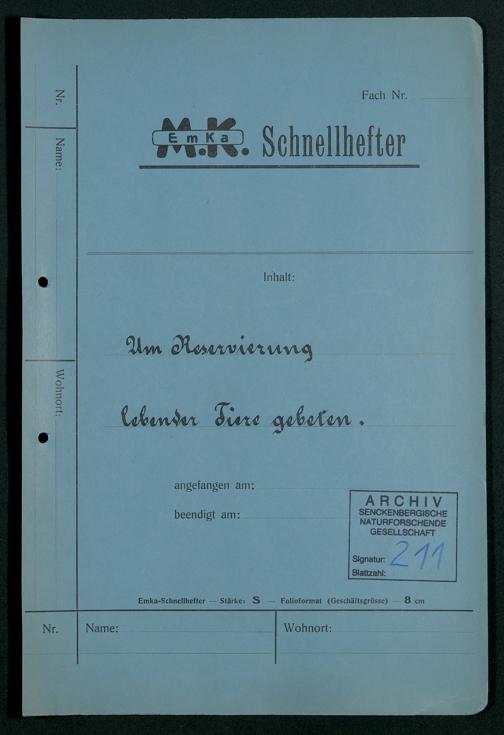 Nr.
Name:
Wohnort:
Fach Nr.
M.K.
EmKa
Schnellhefter
Inhalt:
Um Reservierung
lebender Tiere gebeten.
angefangen am:
beendigt am:
ARCHIV
SENCKENBERGISCHE
NATURFORSCHENDE
GESELLSCHAFT
Signatur: 211
Blattzahl:
Emka-Schnellhefter — Stärke: S — Folioformat (Geschäftsgrösse) — 8 cm
Nr. Name: Wohnort: